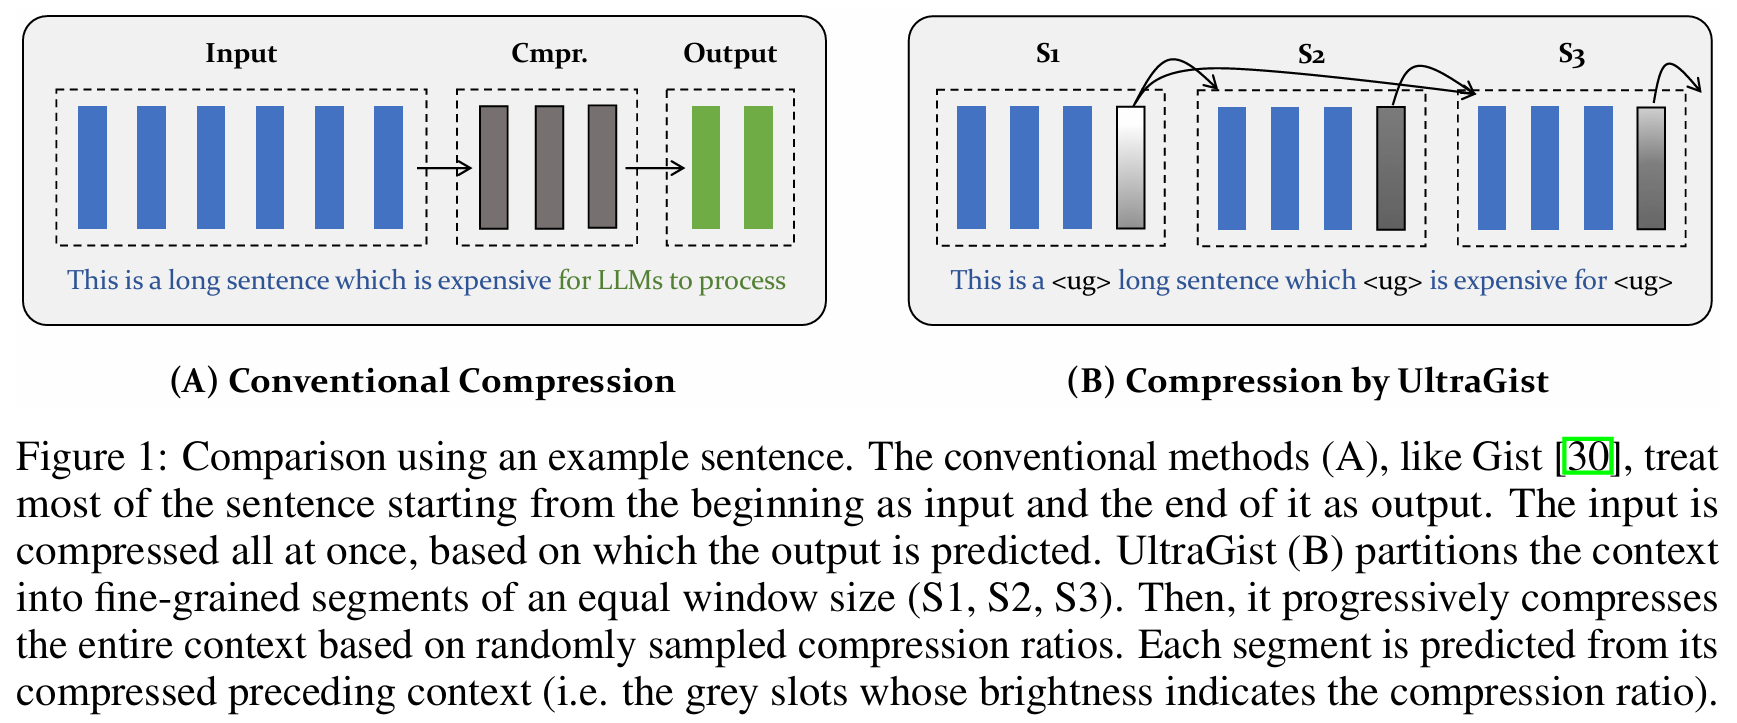 Input Cmpr. Output
This is a long sentence which is expensive for LLMs to process
(A) Conventional Compression
S1 S2 S3
This is a <ug> long sentence which <ug> is expensive for <ug>
(B) Compression by UltraGist
Figure 1: Comparison using an example sentence. The conventional methods (A), like Gist [30], treat
most of the sentence starting from the beginning as input and the end of it as output. The input is
compressed all at once, based on which the output is predicted. UltraGist (B) partitions the context
into fine-grained segments of an equal window size (S1, S2, S3). Then, it progressively compresses
the entire context based on randomly sampled compression ratios. Each segment is predicted from its
compressed preceding context (i.e. the grey slots whose brightness indicates the compression ratio).